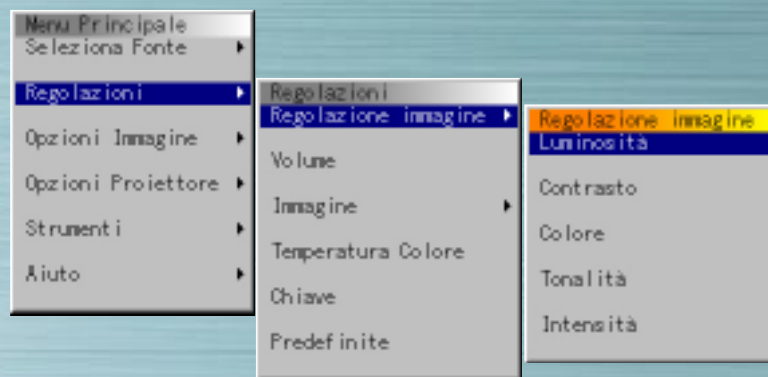 Menu Principale
Seleziona Fonte
Regolazioni
Opzioni Immagine
Opzioni Proiettore
Strumenti
Aiuto
Regolazioni
Regolazione immagine
Volume
Immagine
Temperatura Colore
Chiave
Predefinite
Regolazione immagine
Luminosità
Contrasto
Colore
Tonalità
Intensità